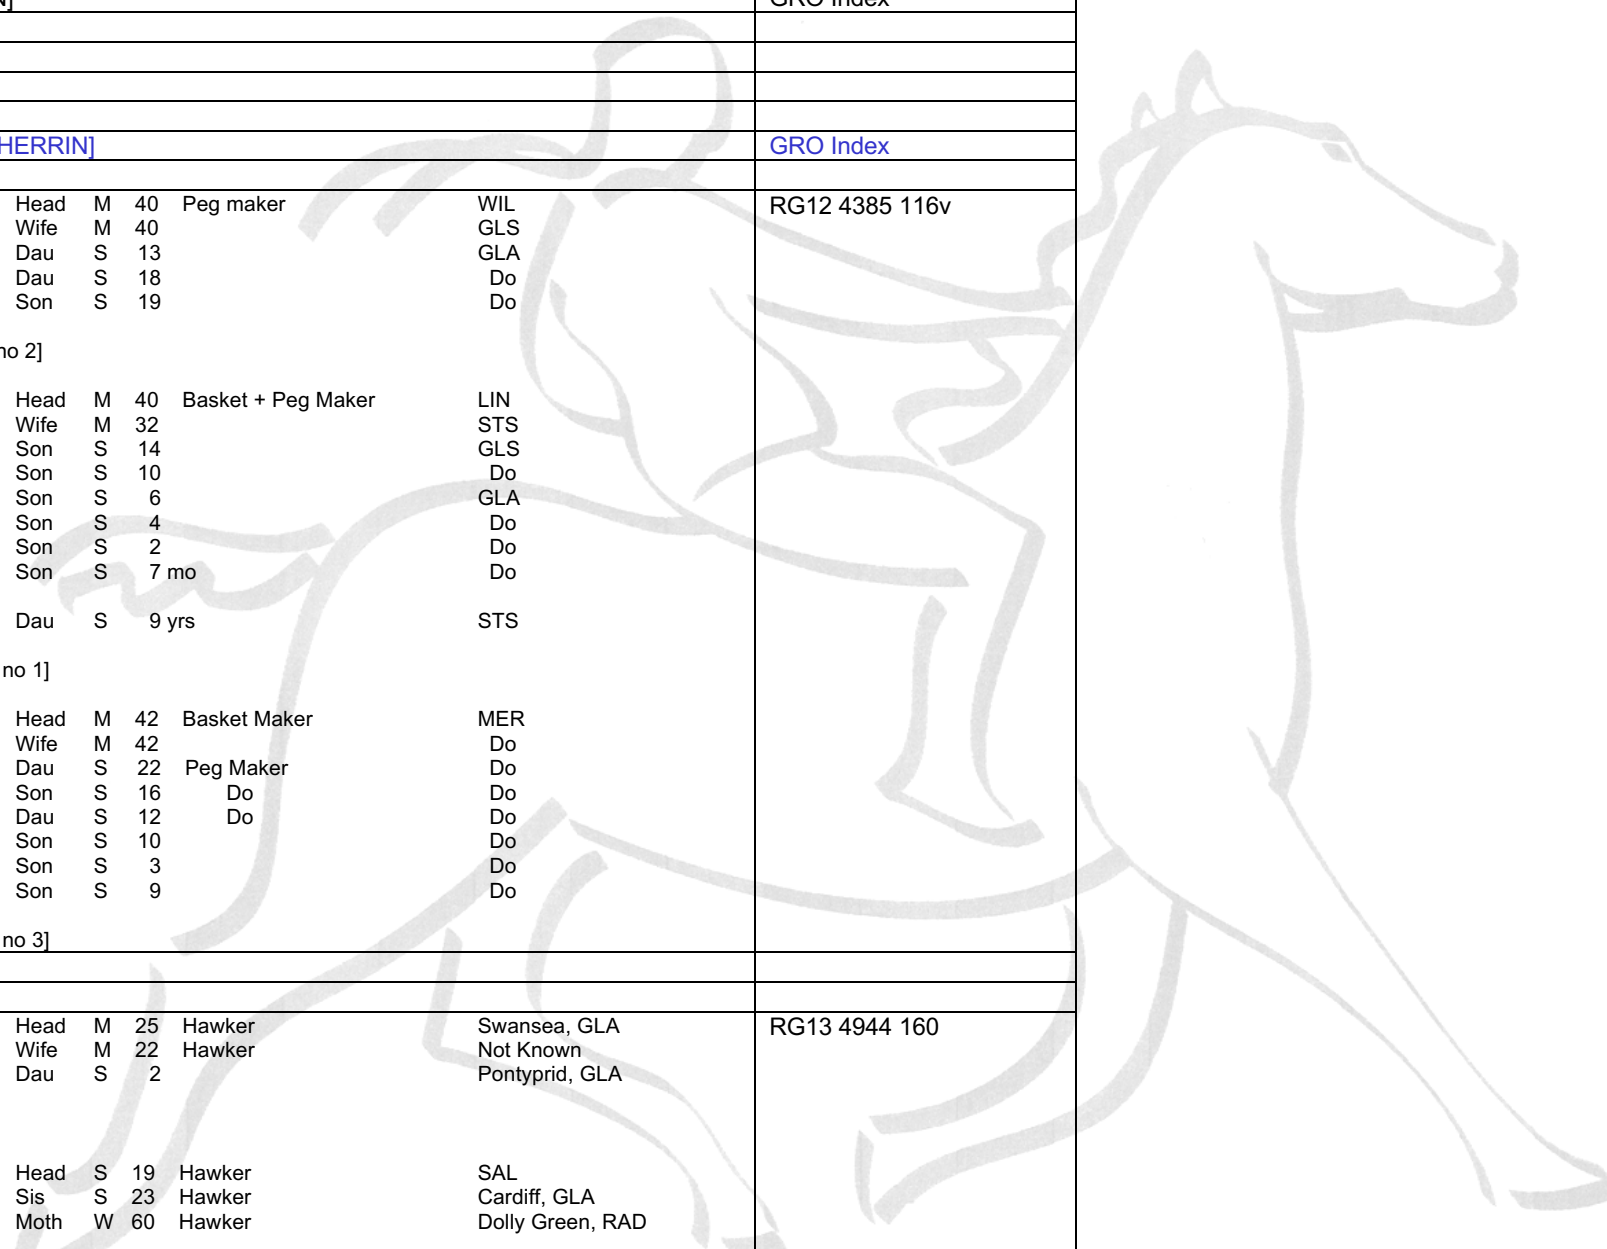 N] GRO Index
HERRIN] GRO Index
Head M 40 Peg maker WIL RG12 4385 116v
Wife M 40 GLS
Dau S 13 GLA
Dau S 18 Do
Son S 19 Do
no 2]
Head M 40 Basket + Peg Maker LIN
Wife M 32 STS
Son S 14 GLS
Son S 10 Do
Son S 6 GLA
Son S 4 Do
Son S 2 Do
Son S 7 mo Do
Dau S 9 yrs STS
no 1]
Head M 42 Basket Maker MER
Wife M 42 Do
Dau S 22 Peg Maker Do
Son S 16 Do Do
Dau S 12 Do Do
Son S 10 Do
Son S 3 Do
Son S 9 Do
no 3]
Head M 25 Hawker Swansea, GLA RG13 4944 160
Wife M 22 Hawker Not Known
Dau S 2 Pontyprid, GLA
Head S 19 Hawker SAL
Sis S 23 Hawker Cardiff, GLA
Moth W 60 Hawker Dolly Green, RAD